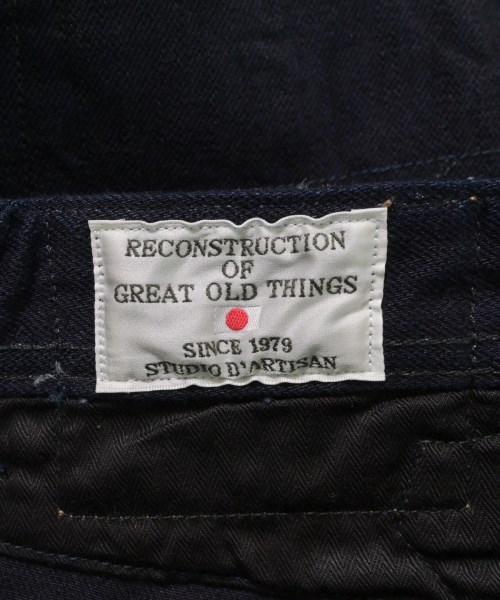 RECONSTRUCTION
OF
GREAT OLD THINGS
SINCE 1979
STUDIO D'ARTISAN